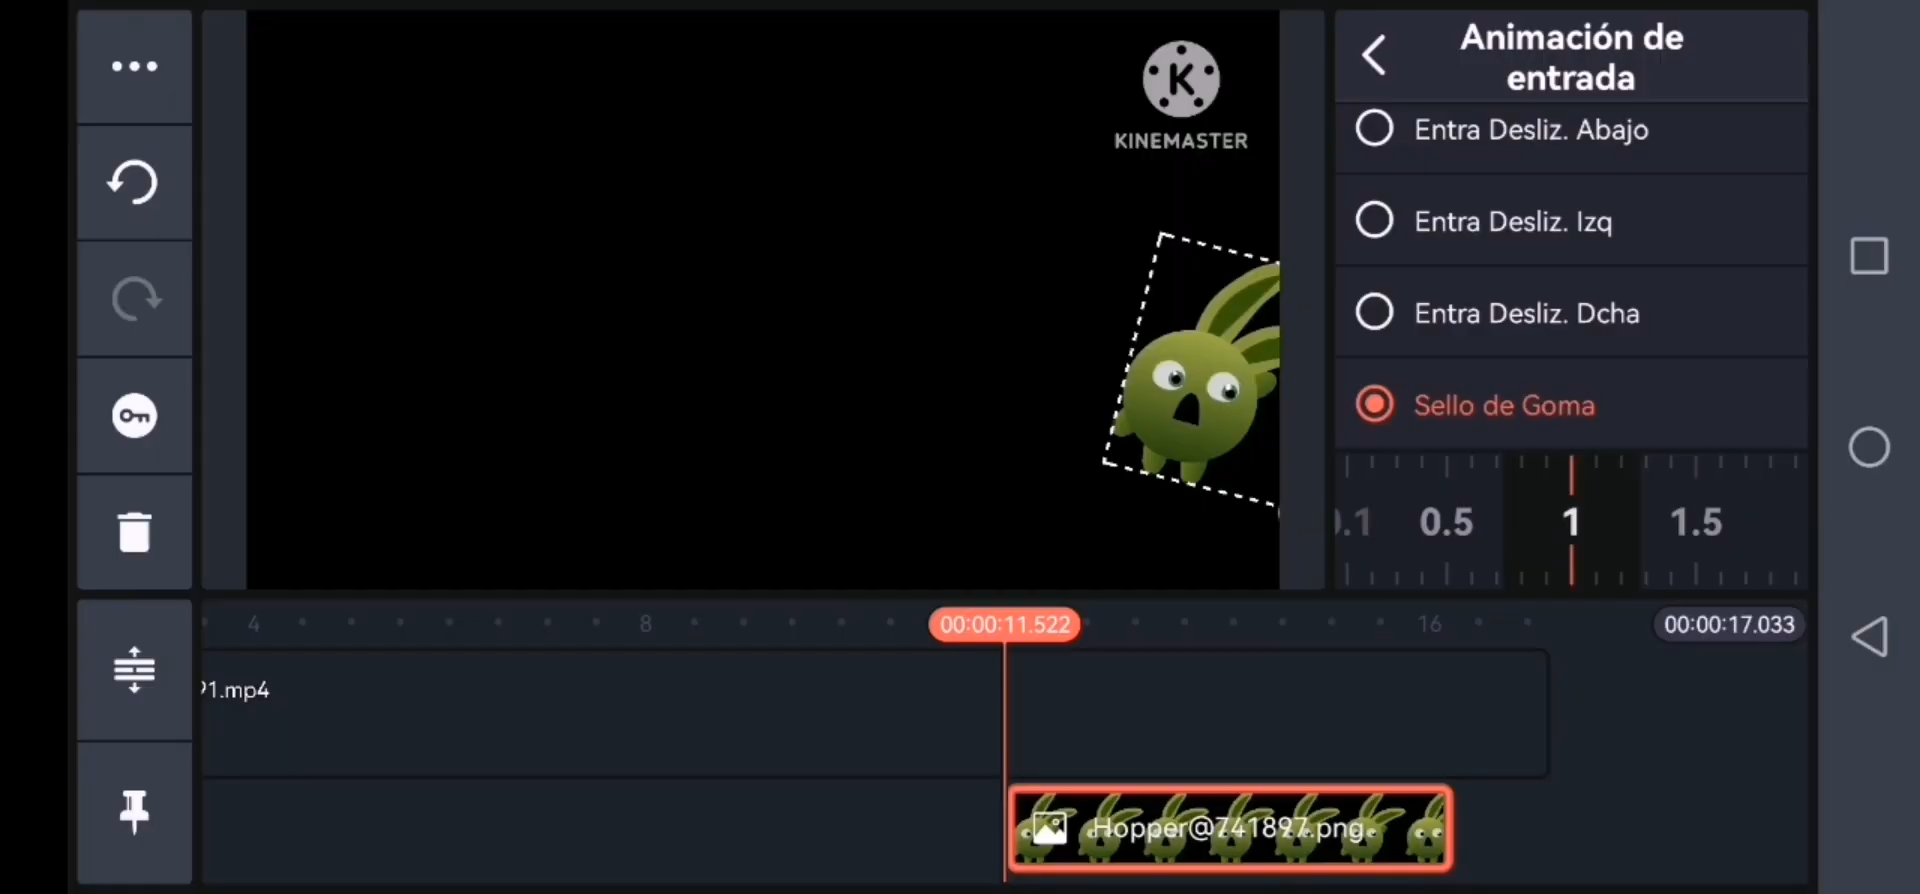 K
KINEMASTER
Animación de
entrada
Entra Desliz. Abajo
Entra Desliz. Izq
Entra Desliz. Dcha
Sello de Goma
0.5
1
1.5
4
8
00:00:11.522
16
00:00:17.033
91.mp4
Hopper@741897.png